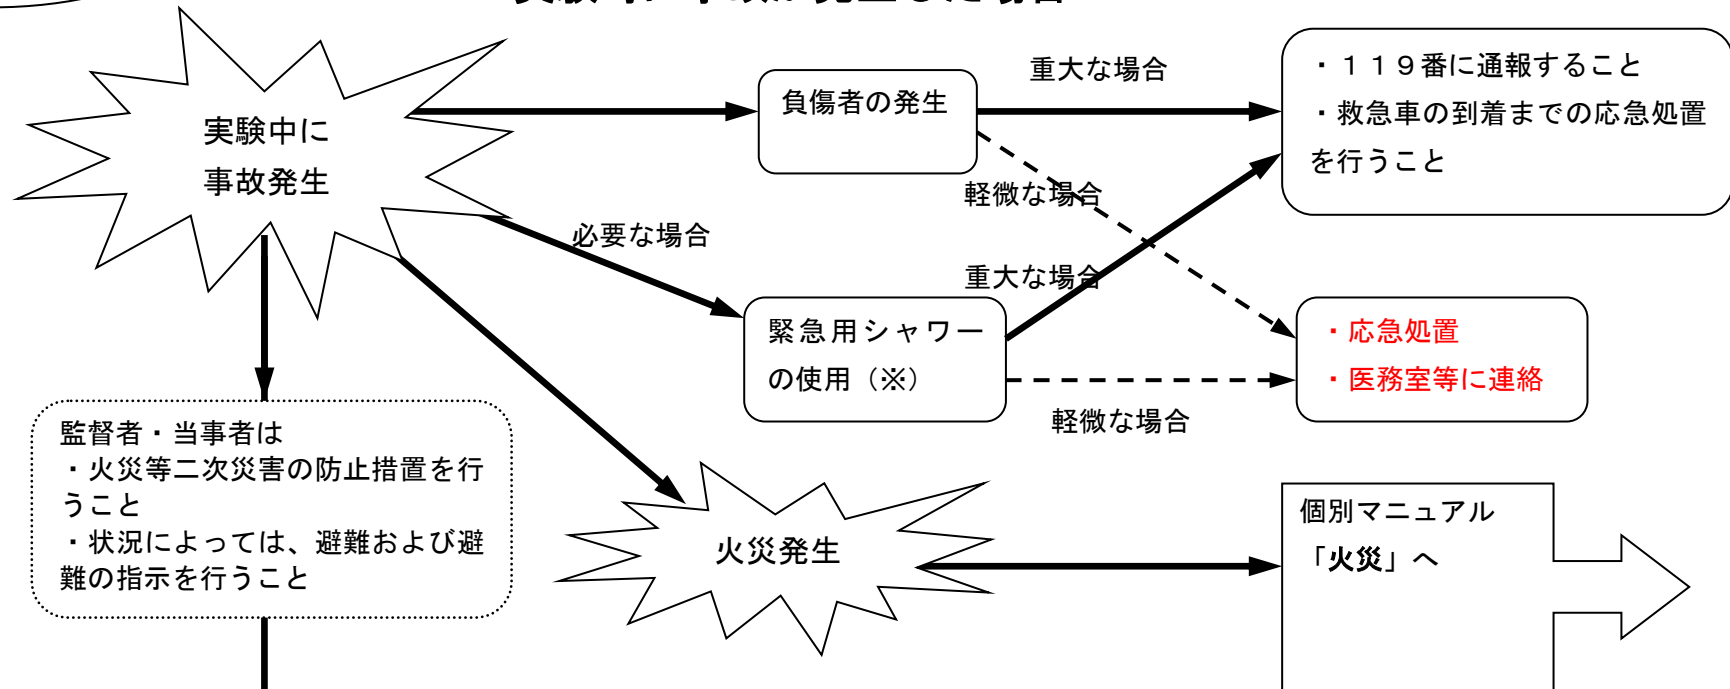 実験中に
事故発生
負傷者の発生
重大な場合
・１１９番に通報すること
・救急車の到着までの応急処置
を行うこと
軽微な場合
必要な場合
重大な場合
緊急用シャワー
の使用（※）
・応急処置
・医務室等に連絡
軽微な場合
監督者・当事者は
・火災等二次災害の防止措置を行
うこと
・状況によっては、避難および避
難の指示を行うこと
火災発生
個別マニュアル
「火災」へ